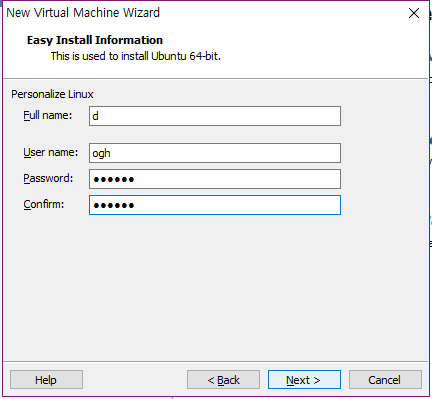 New Virtual Machine Wizard
Easy Install Information
This is used to install Ubuntu 64-bit.
Personalize Linux
Full name: d
User name: ogh
Password: ●●●●●●
Confirm: ●●●●●●
Help < Back Next > Cancel